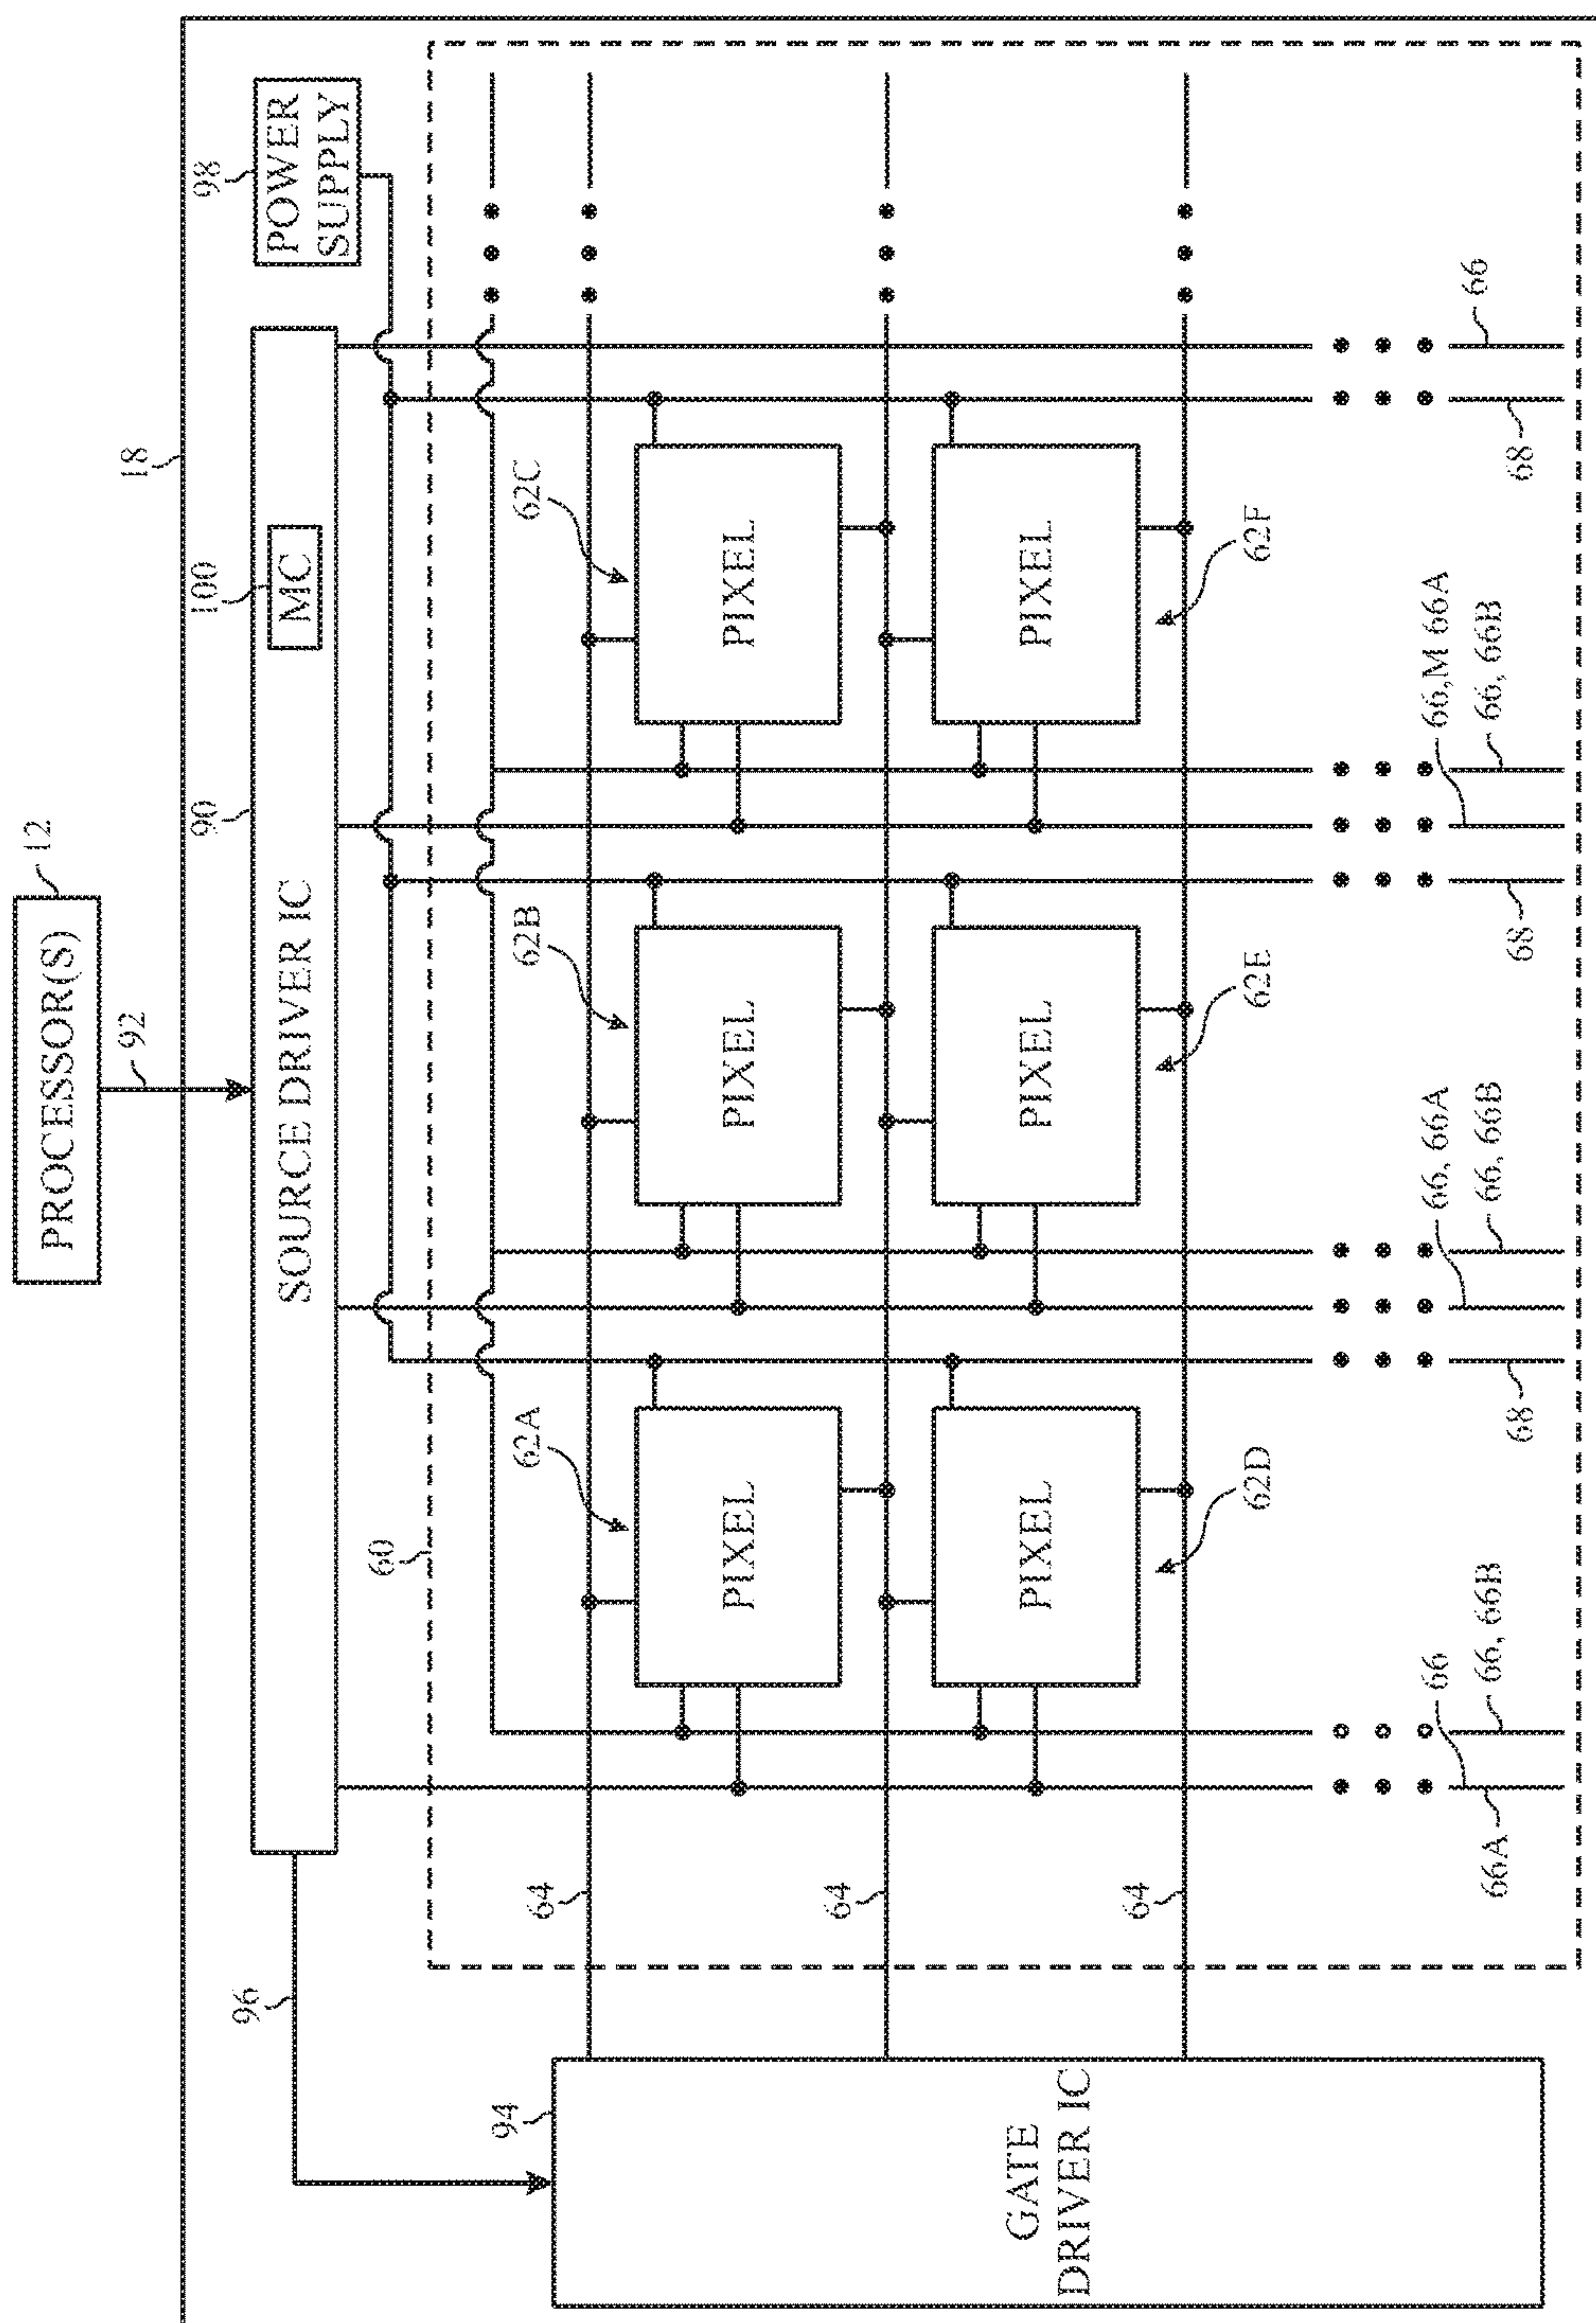 PROCESSOR(S)
12
92
18
96
90
100
98
SOURCE DRIVER IC
MC
POWER
SUPPLY
60
94
62A
62B
62C
64
PIXEL
PIXEL
PIXEL
64
GATE
DRIVER IC
PIXEL
PIXEL
PIXEL
64
62D
62E
62F
66
66, 66A
66,M 66A
66
66, 66B
66, 66B
66, 66B
66A
68
68
68